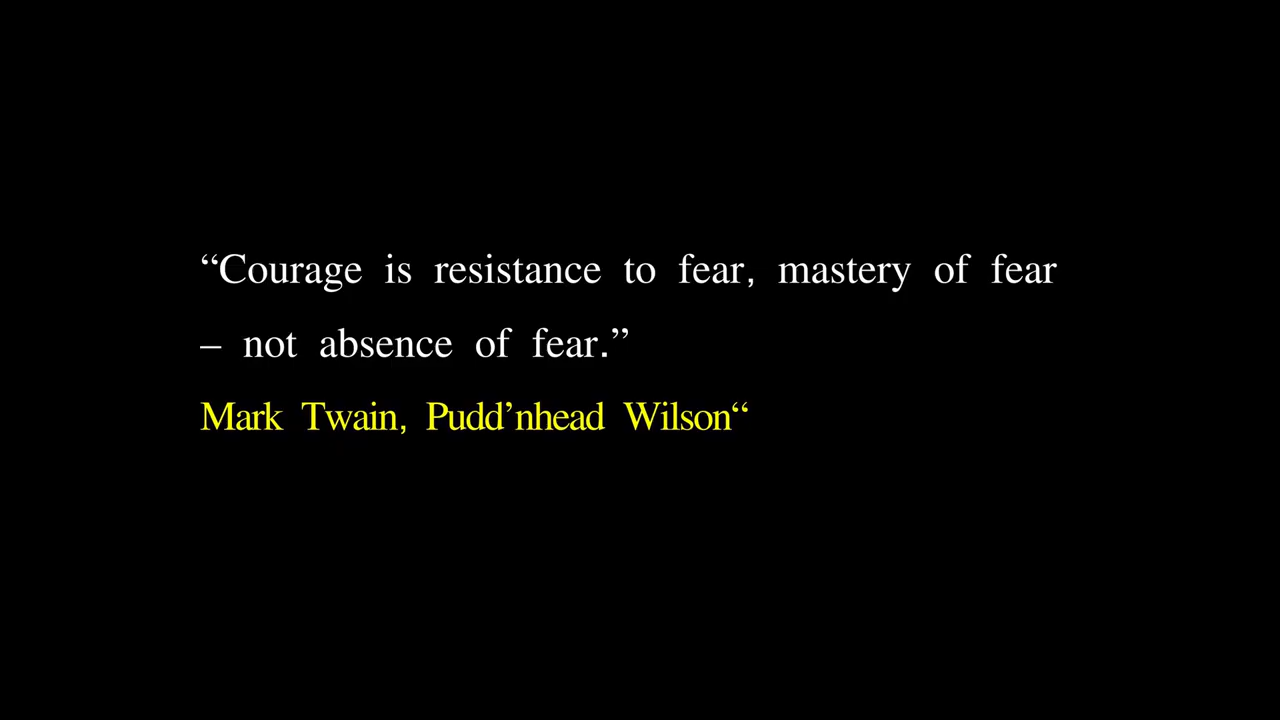 “Courage is resistance to fear, mastery of fear
– not absence of fear.”
Mark Twain, Pudd’nhead Wilson“